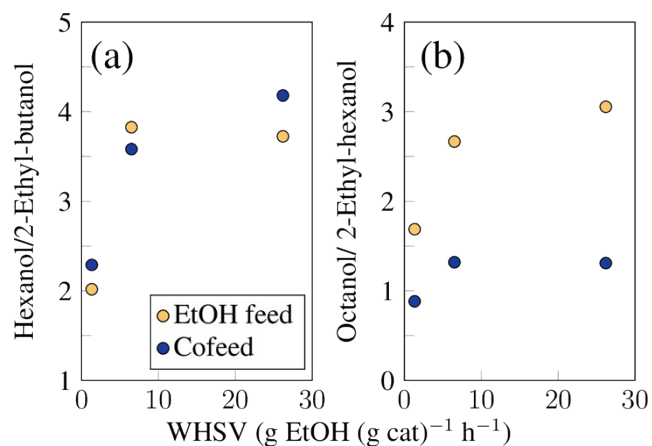 (a)
Hexanol/2-Ethyl-butanol
5
4
3
2
1
0
10
20
30
EtOH feed
Cofeed
(b)
Octanol/ 2-Ethyl-hexanol
4
3
2
1
0
0
10
20
30
WHSV (g EtOH (g cat)⁻¹ h⁻¹)